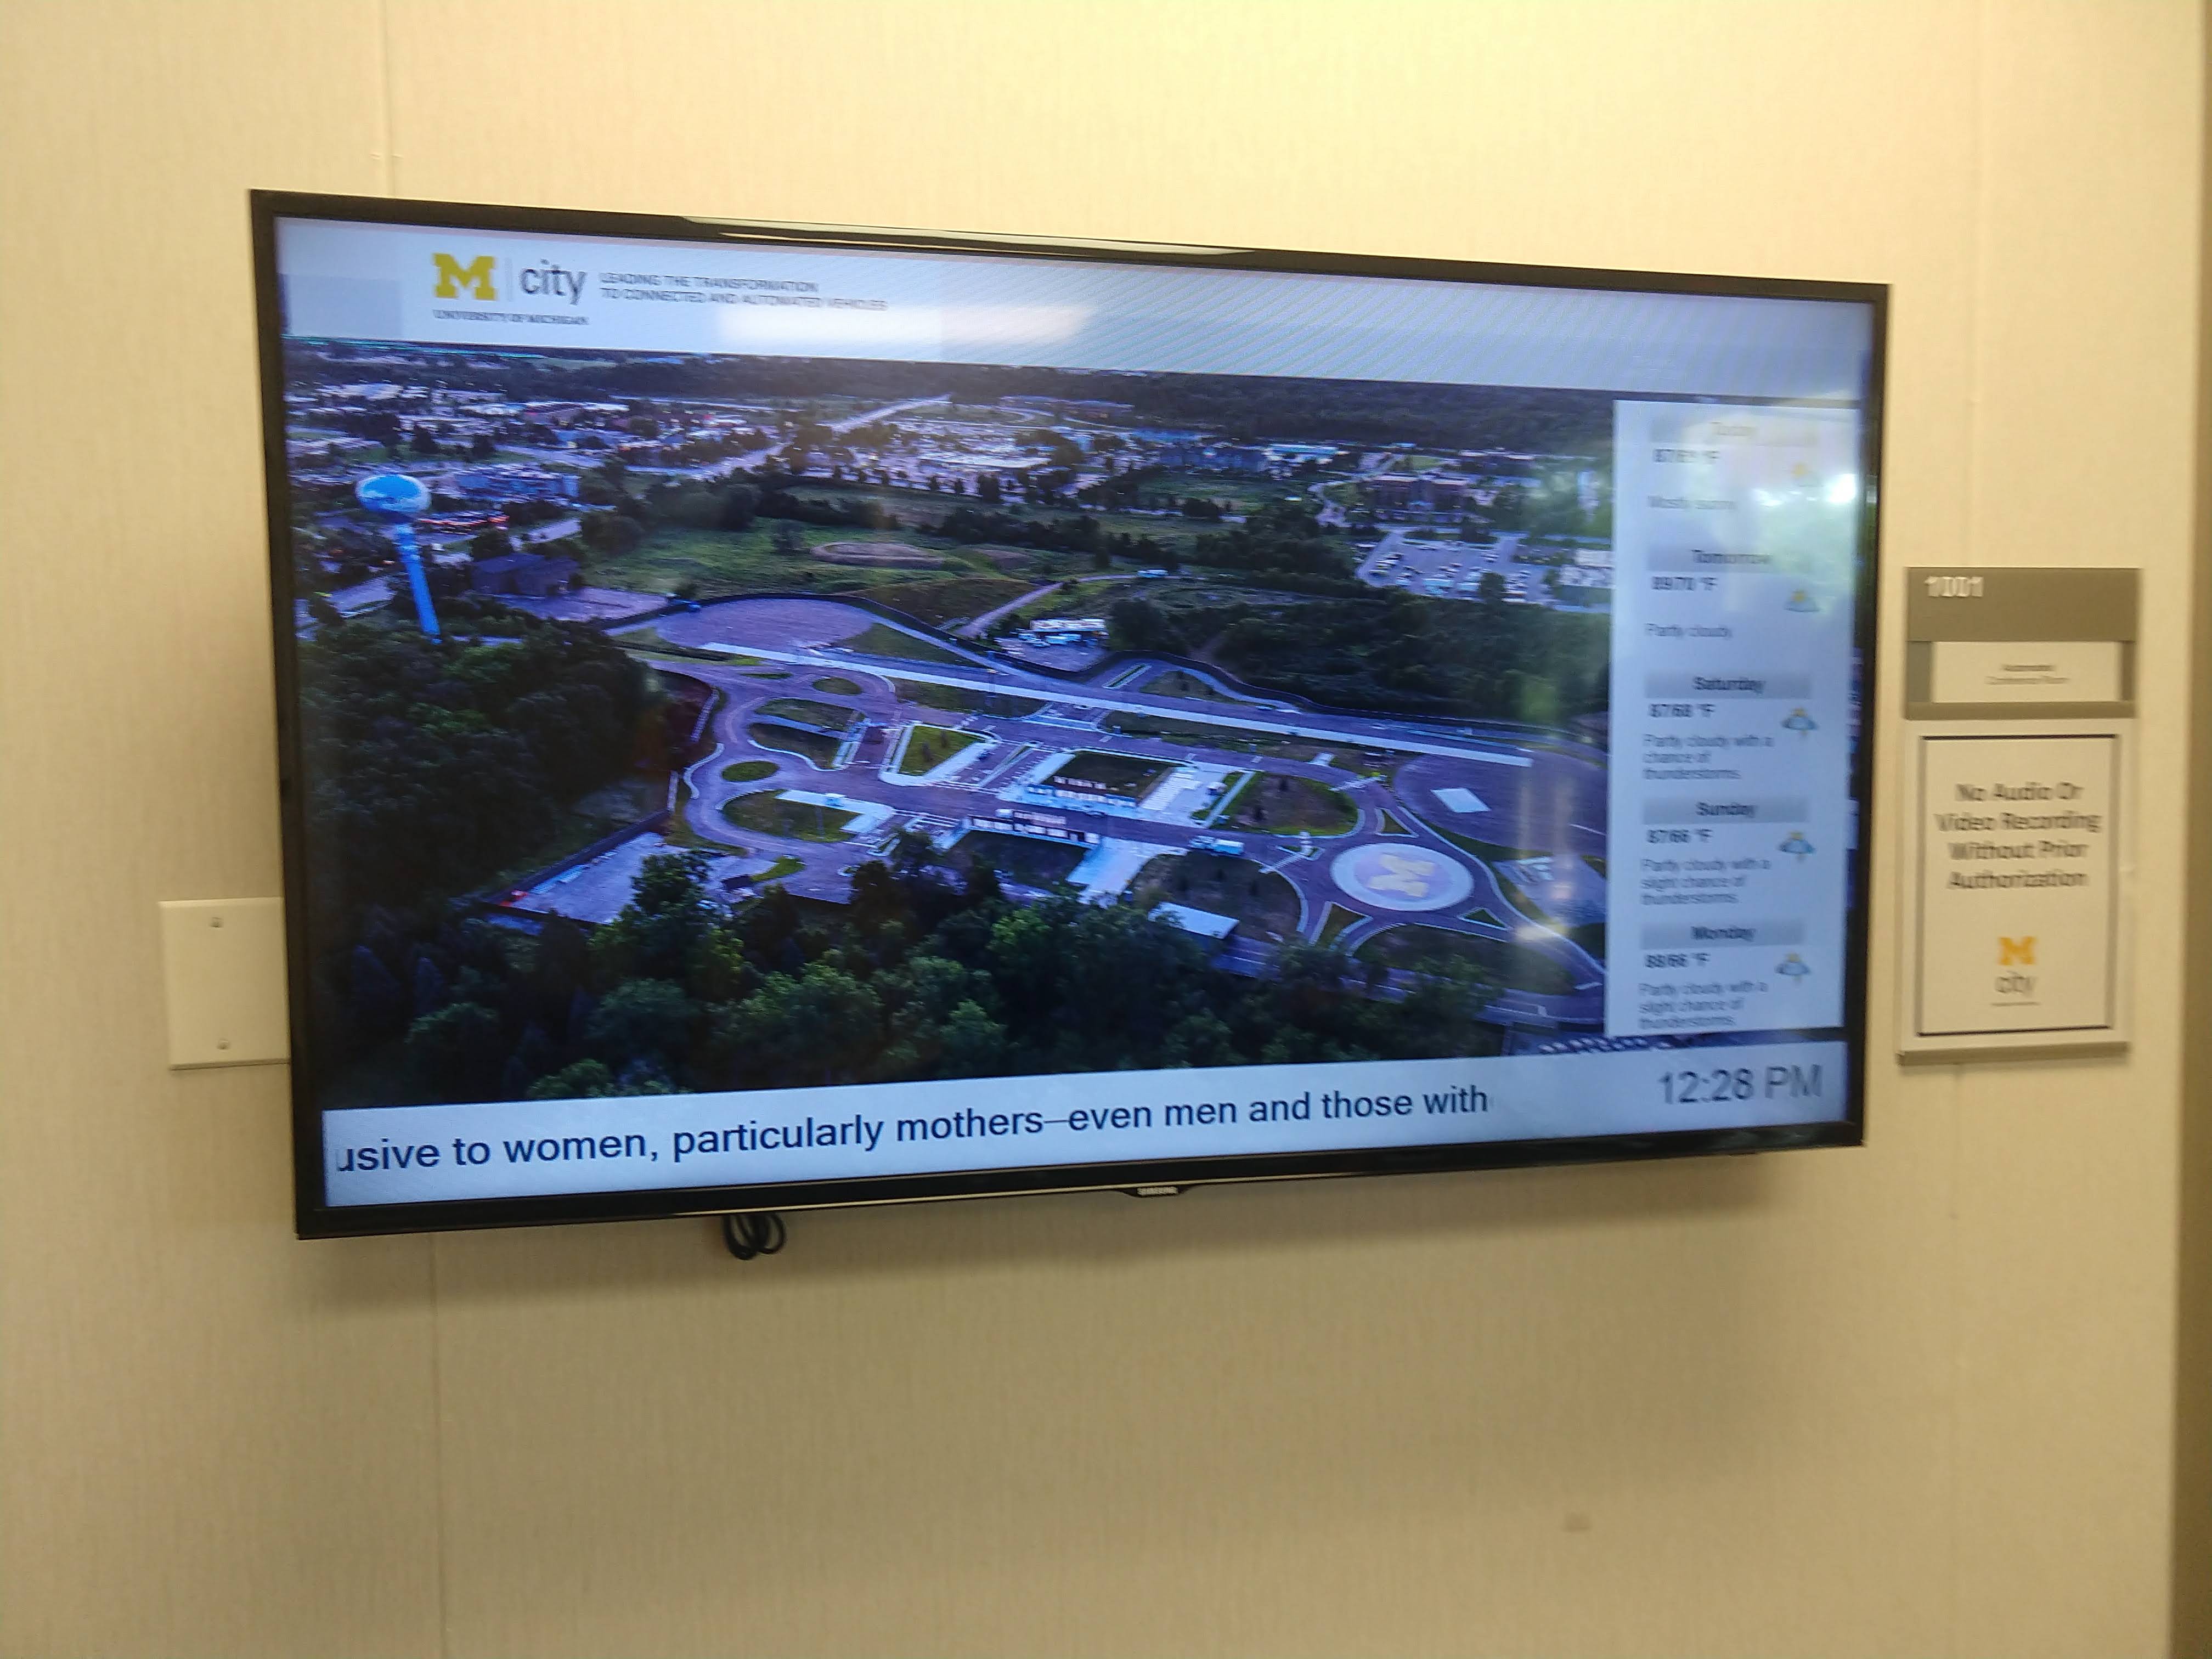 M city
LEADING THE TRANSFORMATION
TO CONNECTED AND AUTOMATED VEHICLES
UNIVERSITY OF MICHIGAN
Today
Mostly sunny
Tomorrow
89/70 °F
Partly cloudy
Saturday
87/68 °F
Partly cloudy with a
chance of
thunderstorms.
Sunday
87/66 °F
Partly cloudy with a
slight chance of
thunderstorms.
Monday
88/66 °F
Partly cloudy with a
slight chance of
thunderstorms.
usive to women, particularly mothers—even men and those with
12:28 PM
SAMSUNG
1001
Conference Room
No Audio Or
Video Recording
Without Prior
Authorization
M
city